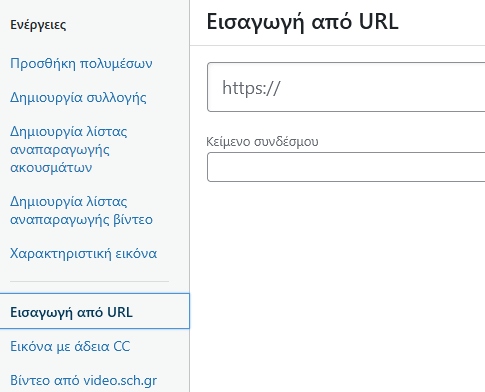 Ενέργειες
Προσθήκη πολυμέσων
Δημιουργία συλλογής
Δημιουργία λίστας
αναπαραγωγής
ακουσμάτων
Δημιουργία λίστας
αναπαραγωγής βίντεο
Χαρακτηριστική εικόνα
Εισαγωγή από URL
Εικόνα με άδεια CC
Βίντεο από video.sch.gr
Εισαγωγή από URL
https://
Κείμενο συνδέσμου